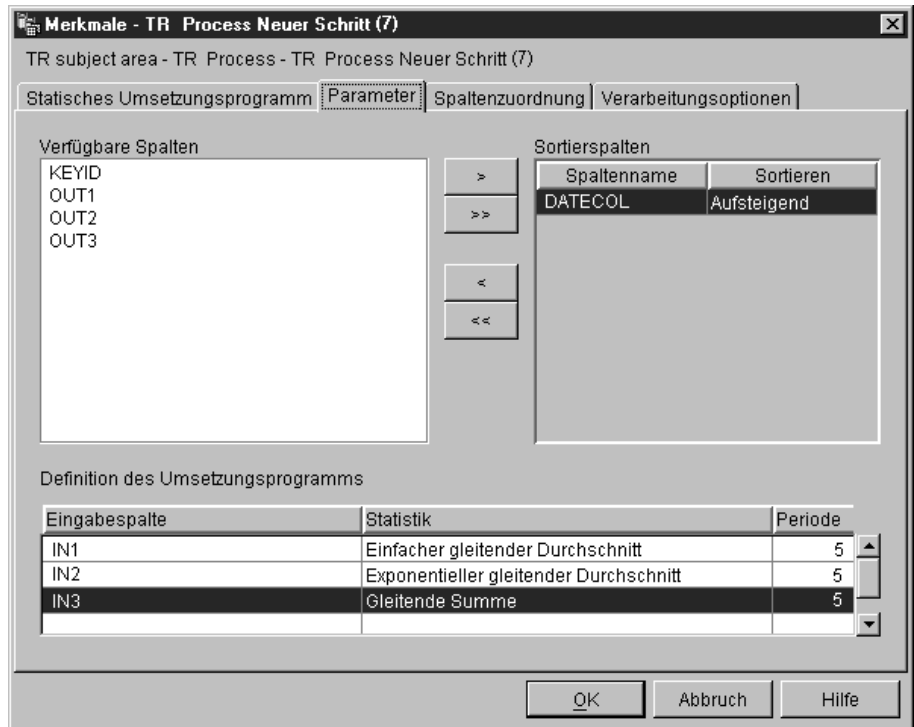 Merkmale - TR Process Neuer Schritt (7)
TR subject area - TR Process - TR Process Neuer Schritt (7)
Statisches Umsetzungsprogramm Parameter Spaltenzuordnung Verarbeitungsoptionen
Verfügbare Spalten
KEYID
OUT1
OUT2
OUT3
>
>>
<
<<
Sortierspalten
Spaltenname Sortieren
DATECOL Aufsteigend
Definition des Umsetzungsprogramms
Eingabespalte Statistik Periode
IN1 Einfacher gleitender Durchschnitt 5
IN2 Exponentieller gleitender Durchschnitt 5
IN3 Gleitende Summe 5
OK Abbruch Hilfe